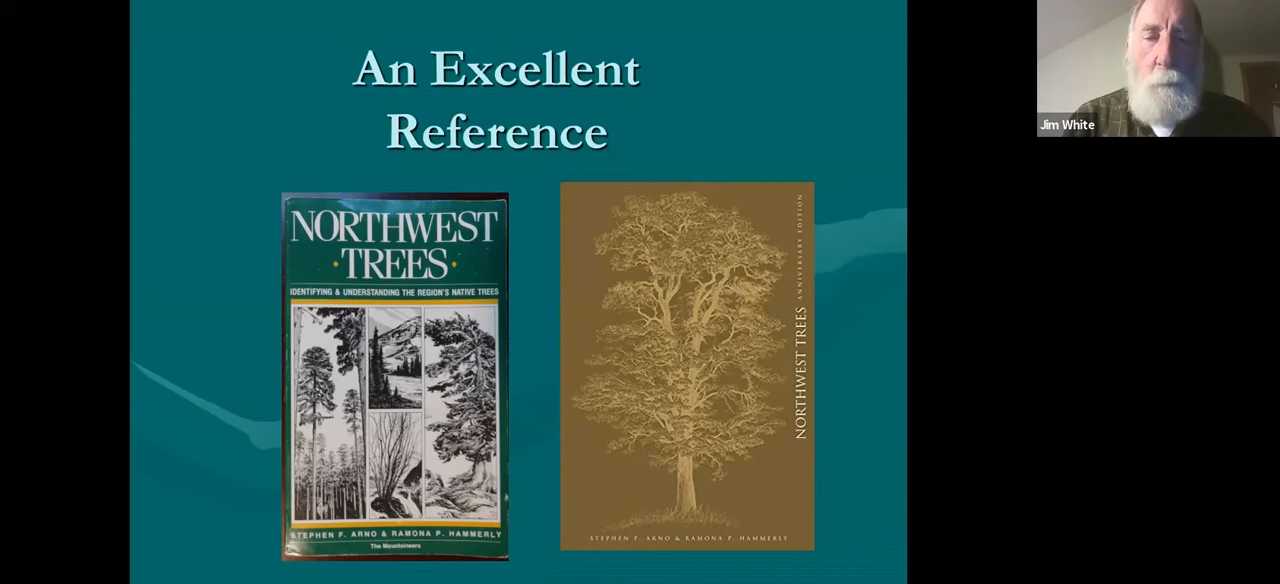 An Excellent
Reference
NORTHWEST
TREES
IDENTIFYING & UNDERSTANDING THE REGION'S NATIVE TREES
STEPHEN F. ARNO & RAMONA P. HAMMERLY
The Mountaineers
NORTHWEST TREES ANNIVERSARY EDITION
STEPHEN F. ARNO & RAMONA P. HAMMERLY
Jim White